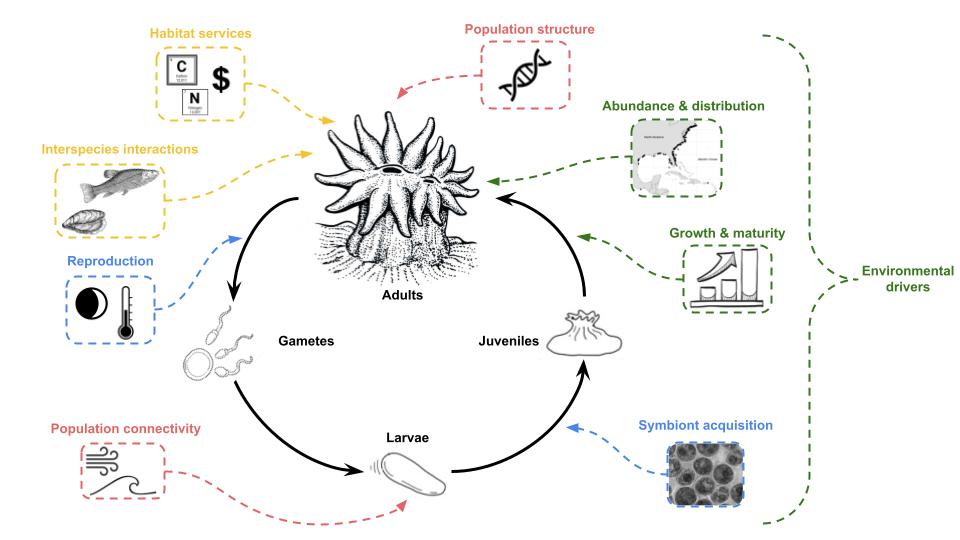 Habitat services
Population structure
C
Carbon
12.011
$
N
Nitrogen
14.007
Abundance & distribution
North America
Atlantic Ocean
Interspecies interactions
Reproduction
Growth & maturity
Environmental
drivers
Adults
Gametes
Juveniles
Population connectivity
Larvae
Symbiont acquisition